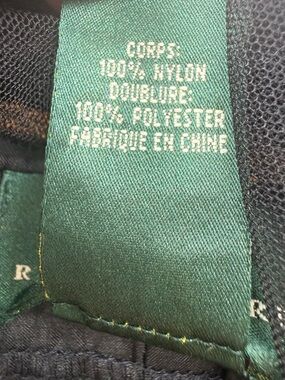 CORPS:
100% NYLON
DOUBLURE:
100% POLYESTER
FABRIQUE EN CHINE
R
R